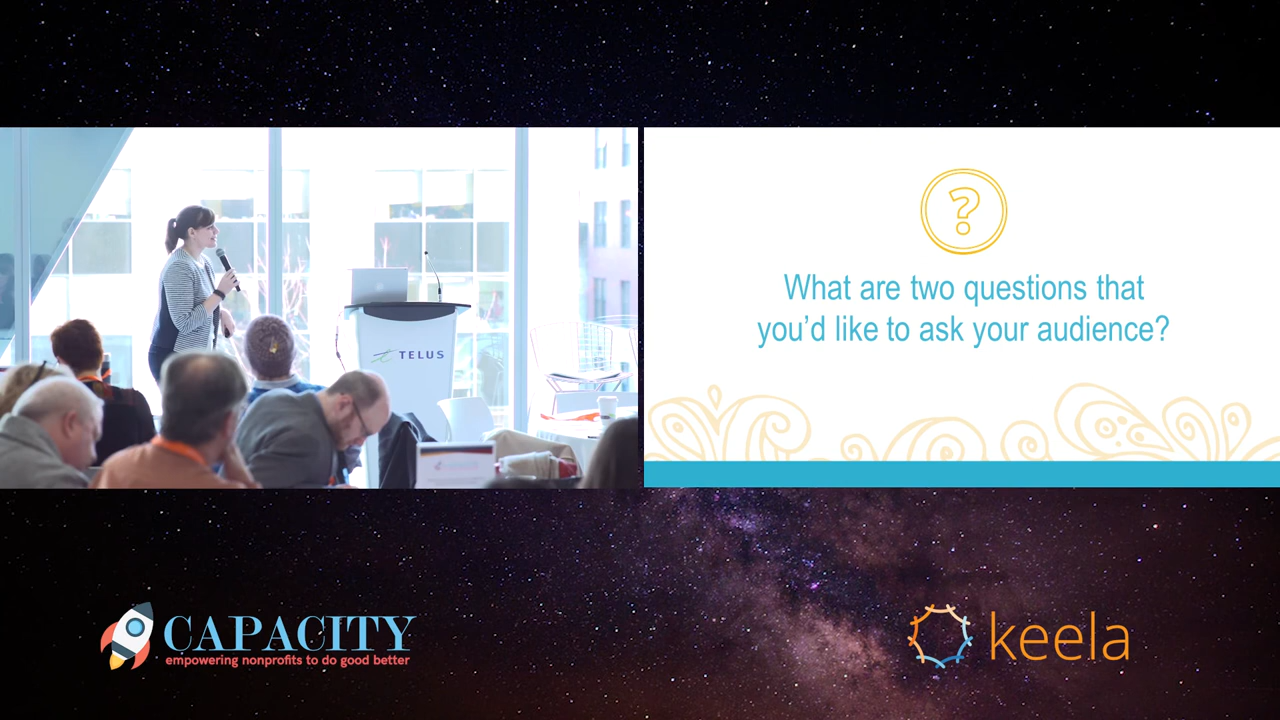 TELUS
?
What are two questions that
you'd like to ask your audience?
CAPACITY
empowering nonprofits to do good better
keela